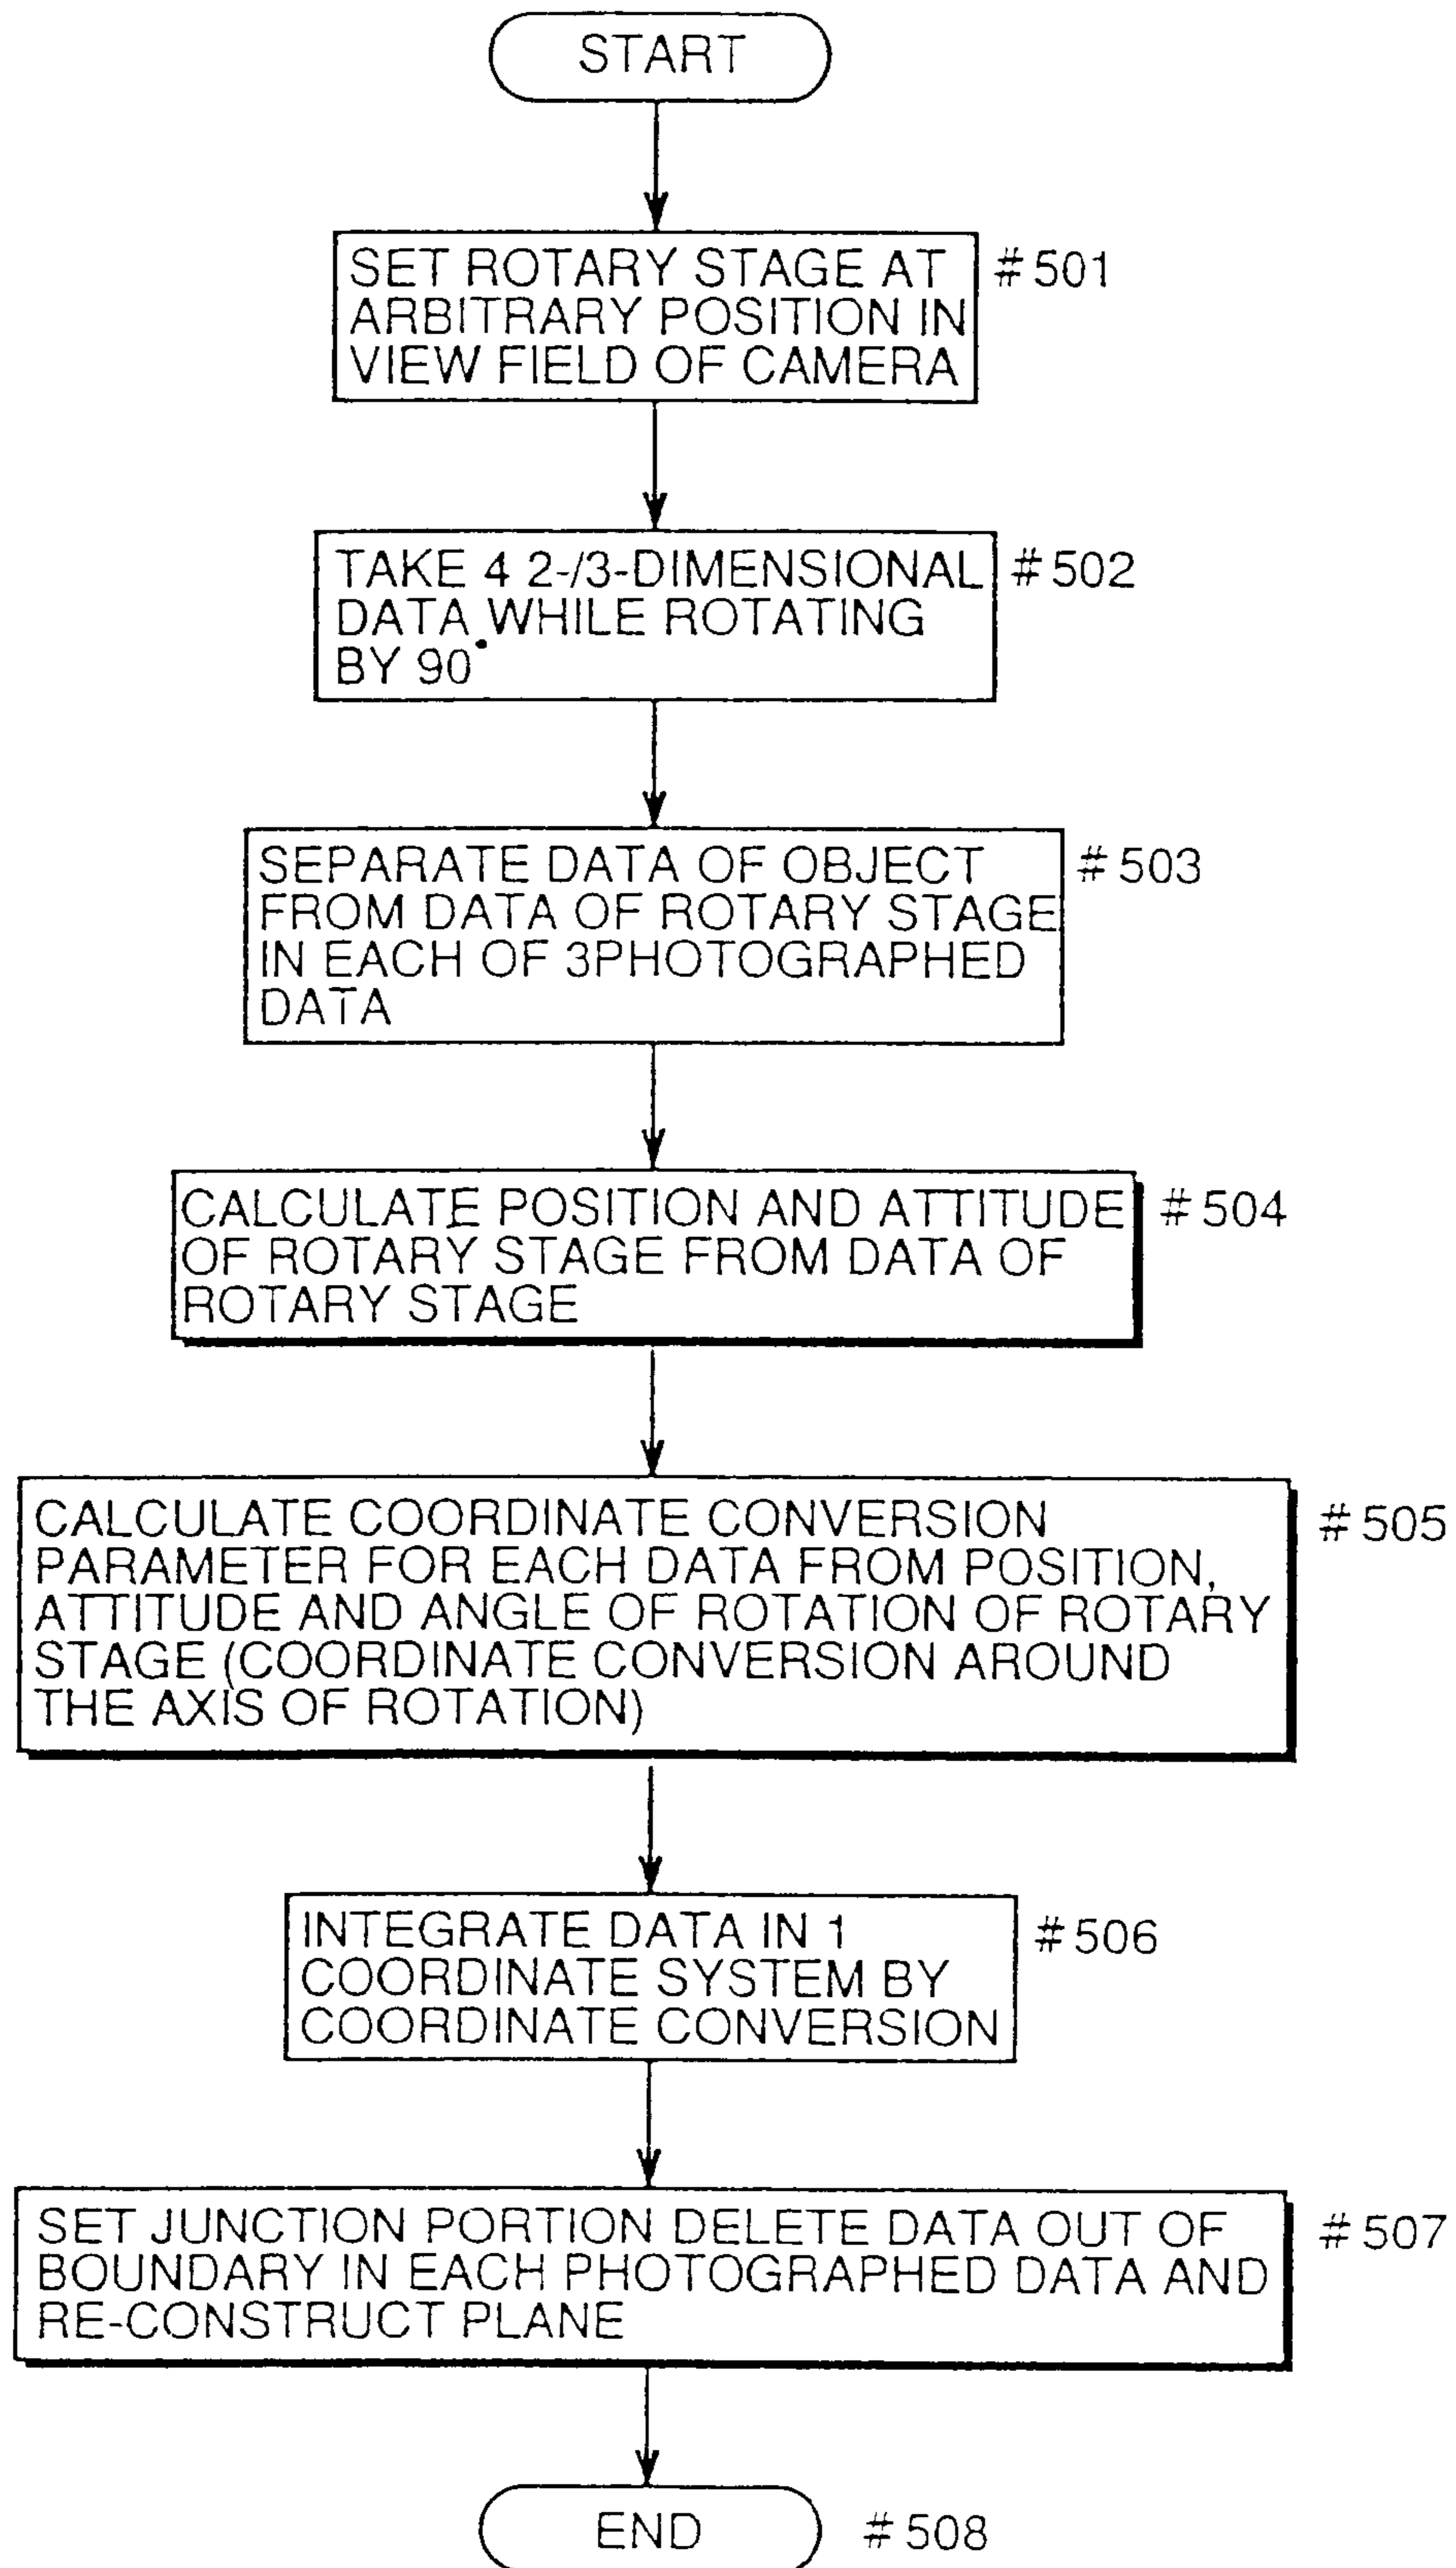 START
SET ROTARY STAGE AT # 501
ARBITRARY POSITION IN
VIEW FIELD OF CAMERA
TAKE 4 2-/3-DIMENSIONAL # 502
DATA WHILE ROTATING
BY 90°
SEPARATE DATA OF OBJECT # 503
FROM DATA OF ROTARY STAGE
IN EACH OF 3PHOTOGRAPHED
DATA
CALCULATE POSITION AND ATTITUDE # 504
OF ROTARY STAGE FROM DATA OF
ROTARY STAGE
CALCULATE COORDINATE CONVERSION # 505
PARAMETER FOR EACH DATA FROM POSITION,
ATTITUDE AND ANGLE OF ROTATION OF ROTARY
STAGE (COORDINATE CONVERSION AROUND
THE AXIS OF ROTATION)
INTEGRATE DATA IN 1 # 506
COORDINATE SYSTEM BY
COORDINATE CONVERSION
SET JUNCTION PORTION DELETE DATA OUT OF # 507
BOUNDARY IN EACH PHOTOGRAPHED DATA AND
RE-CONSTRUCT PLANE
END # 508